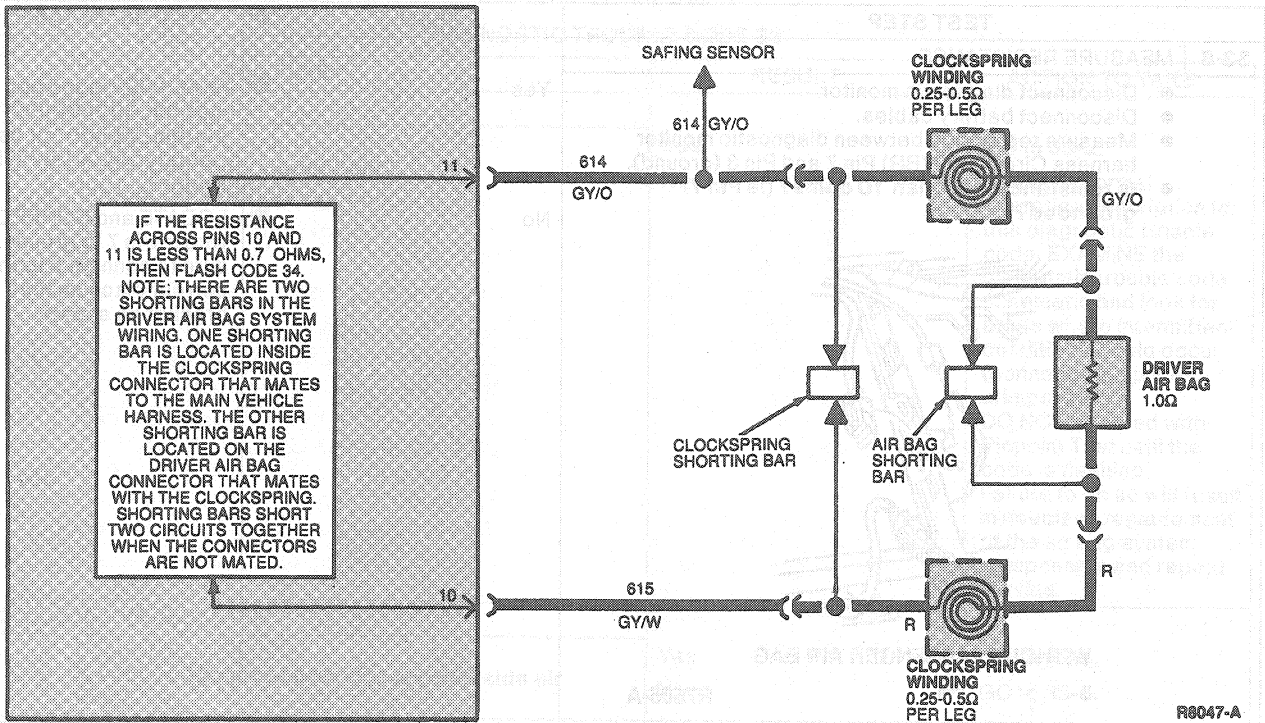 SAFING SENSOR
614 GY/O
CLOCKSPRING
WINDING
0.25-0.5Ω
PER LEG
11
614
GY/O
GY/O
IF THE RESISTANCE
ACROSS PINS 10 AND
11 IS LESS THAN 0.7 OHMS,
THEN FLASH CODE 34.
NOTE: THERE ARE TWO
SHORTING BARS IN THE
DRIVER AIR BAG SYSTEM
WIRING. ONE SHORTING
BAR IS LOCATED INSIDE
THE CLOCKSPRING
CONNECTOR THAT MATES
TO THE MAIN VEHICLE
HARNESS. THE OTHER
SHORTING BAR IS
LOCATED ON THE
DRIVER AIR BAG
CONNECTOR THAT MATES
WITH THE CLOCKSPRING.
SHORTING BARS SHORT
TWO CIRCUITS TOGETHER
WHEN THE CONNECTORS
ARE NOT MATED.
DRIVER
AIR BAG
1.0Ω
CLOCKSPRING
SHORTING BAR
AIR BAG
SHORTING
BAR
10
615
GY/W
R
R
CLOCKSPRING
WINDING
0.25-0.5Ω
PER LEG
R6047-A